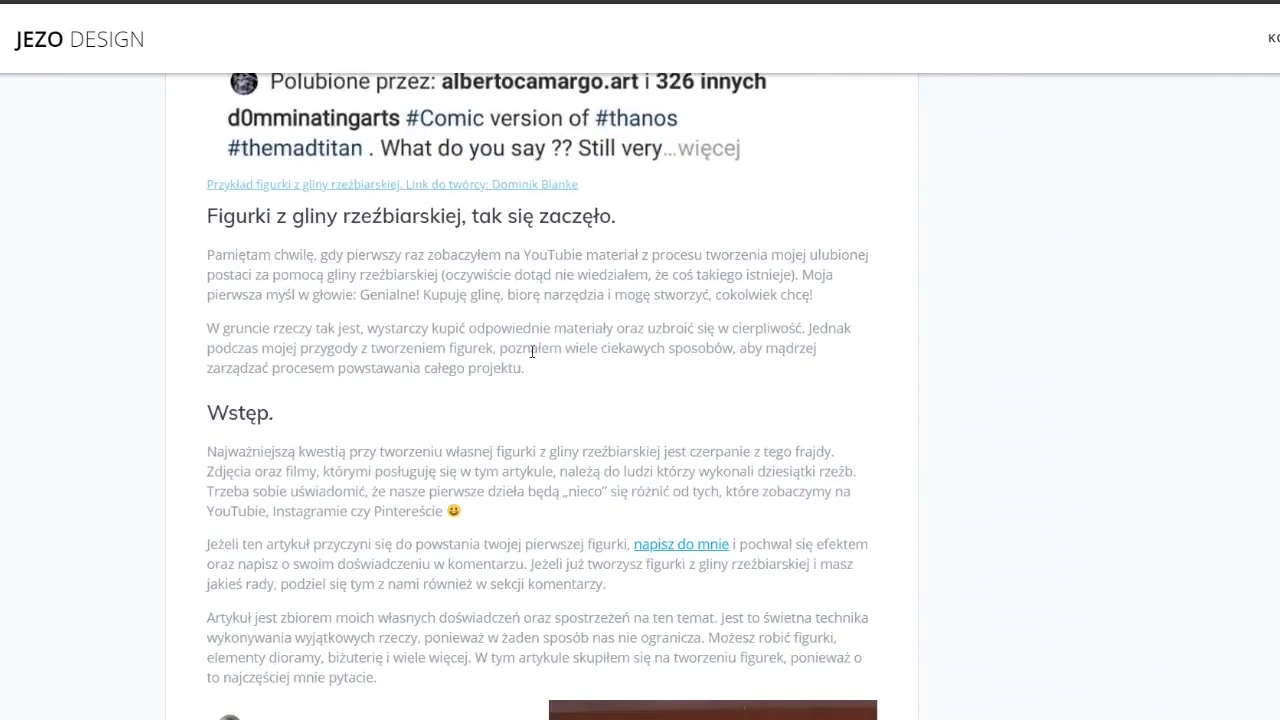 JEZO DESIGN
KO
Polubione przez: albertocamargo.art i 326 innych
d0mminatingarts #Comic version of #thanos
#themadtitan . What do you say ?? Still very...więcej
Przykład figurki z gliny rzeźbiarskiej. Link do twórcy: Dominik Blanke
Figurki z gliny rzeźbiarskiej, tak się zaczęło.
Pamiętam chwilę, gdy pierwszy raz zobaczyłem na YouTubie materiał z procesu tworzenia mojej ulubionej
postaci za pomocą gliny rzeźbiarskiej (oczywiście dotąd nie wiedziałem, że coś takiego istnieje). Moja
pierwsza myśl w głowie: Genialne! Kupuję glinę, biorę narzędzia i mogę stworzyć, cokolwiek chcę!
W gruncie rzeczy tak jest, wystarczy kupić odpowiednie materiały oraz uzbroić się w cierpliwość. Jednak
podczas mojej przygody z tworzeniem figurek, poznałem wiele ciekawych sposobów, aby mądrzej
zarządzać procesem powstawania całego projektu.
Wstęp.
Najważniejszą kwestią przy tworzeniu własnej figurki z gliny rzeźbiarskiej jest czerpanie z tego frajdy.
Zdjęcia oraz filmy, którymi posługuję się w tym artykule, należą do ludzi którzy wykonali dziesiątki rzeźb.
Trzeba sobie uświadomić, że nasze pierwsze dzieła będą „nieco” się różnić od tych, które zobaczymy na
YouTubie, Instagramie czy Pintereście 😀
Jeżeli ten artykuł przyczyni się do powstania twojej pierwszej figurki, napisz do mnie i pochwal się efektem
oraz napisz o swoim doświadczeniu w komentarzu. Jeżeli już tworzysz figurki z gliny rzeźbiarskiej i masz
jakieś rady, podziel się tym z nami również w sekcji komentarzy.
Artykuł jest zbiorem moich własnych doświadczeń oraz spostrzeżeń na ten temat. Jest to świetna technika
wykonywania wyjątkowych rzeczy, ponieważ w żaden sposób nas nie ogranicza. Możesz robić figurki,
elementy dioramy, biżuterię i wiele więcej. W tym artykule skupiłem się na tworzeniu figurek, ponieważ o
to najczęściej mnie pytacie.